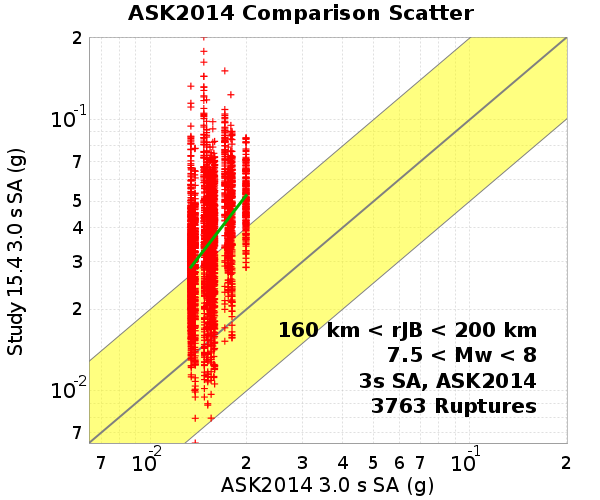 ASK2014 Comparison Scatter
Study 15.4 3.0 s SA (g)
2
10^-1
7
5
4
3
2
10^-2
7
160 km < rJB < 200 km
7.5 < Mw < 8
3s SA, ASK2014
3763 Ruptures
7 10^-2 2 3 4 5 6 7 10^-1 2
ASK2014 3.0 s SA (g)